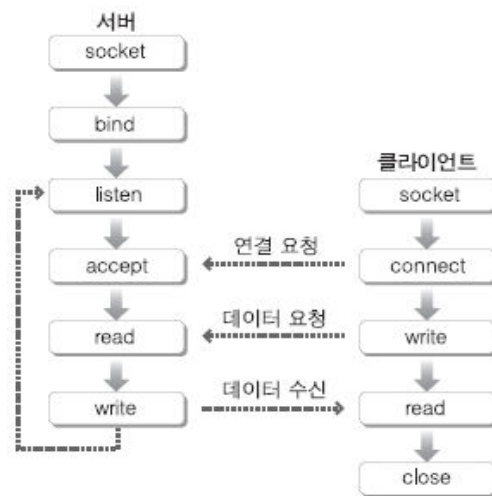 서버
socket
bind
listen
accept
read
write
클라이언트
socket
connect
write
read
close
연결 요청
데이터 요청
데이터 수신